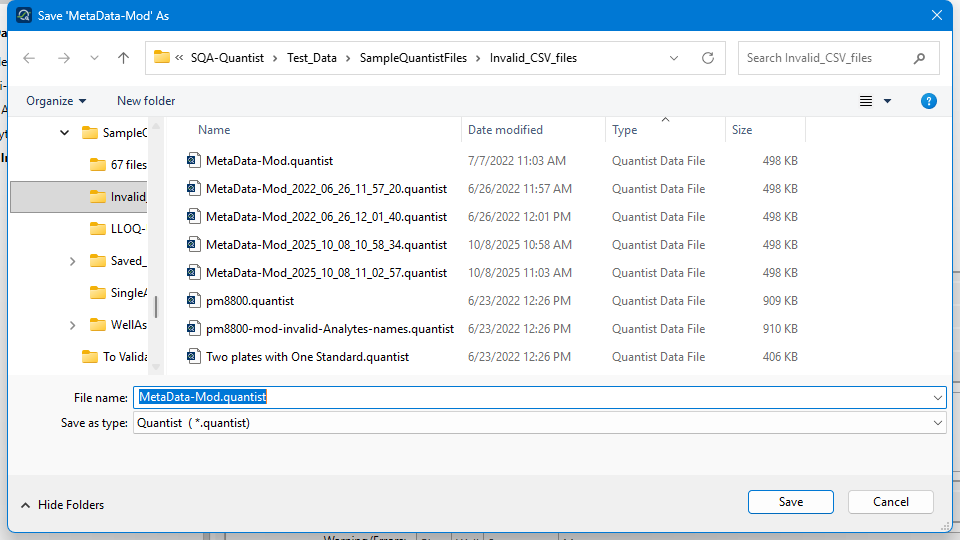 Save 'MetaData-Mod' As
« SQA-Quantist > Test_Data > SampleQuantistFiles > Invalid_CSV_files
Search Invalid_CSV_files
Organize
New folder
Name Date modified Type Size
SampleC
67 files
Invalid_
LLOQ-
Saved_
SingleA
WellAs
To Valida
MetaData-Mod.quantist 7/7/2022 11:03 AM Quantist Data File 498 KB
MetaData-Mod_2022_06_26_11_57_20.quantist 6/26/2022 11:57 AM Quantist Data File 498 KB
MetaData-Mod_2022_06_26_12_01_40.quantist 6/26/2022 12:01 PM Quantist Data File 498 KB
MetaData-Mod_2025_10_08_10_58_34.quantist 10/8/2025 10:58 AM Quantist Data File 498 KB
MetaData-Mod_2025_10_08_11_02_57.quantist 10/8/2025 11:03 AM Quantist Data File 498 KB
pm8800.quantist 6/23/2022 12:26 PM Quantist Data File 909 KB
pm8800-mod-invalid-Analytes-names.quantist 6/23/2022 12:26 PM Quantist Data File 910 KB
Two plates with One Standard.quantist 6/23/2022 12:26 PM Quantist Data File 406 KB
File name: MetaData-Mod.quantist
Save as type: Quantist ( *.quantist)
Hide Folders
Save
Cancel